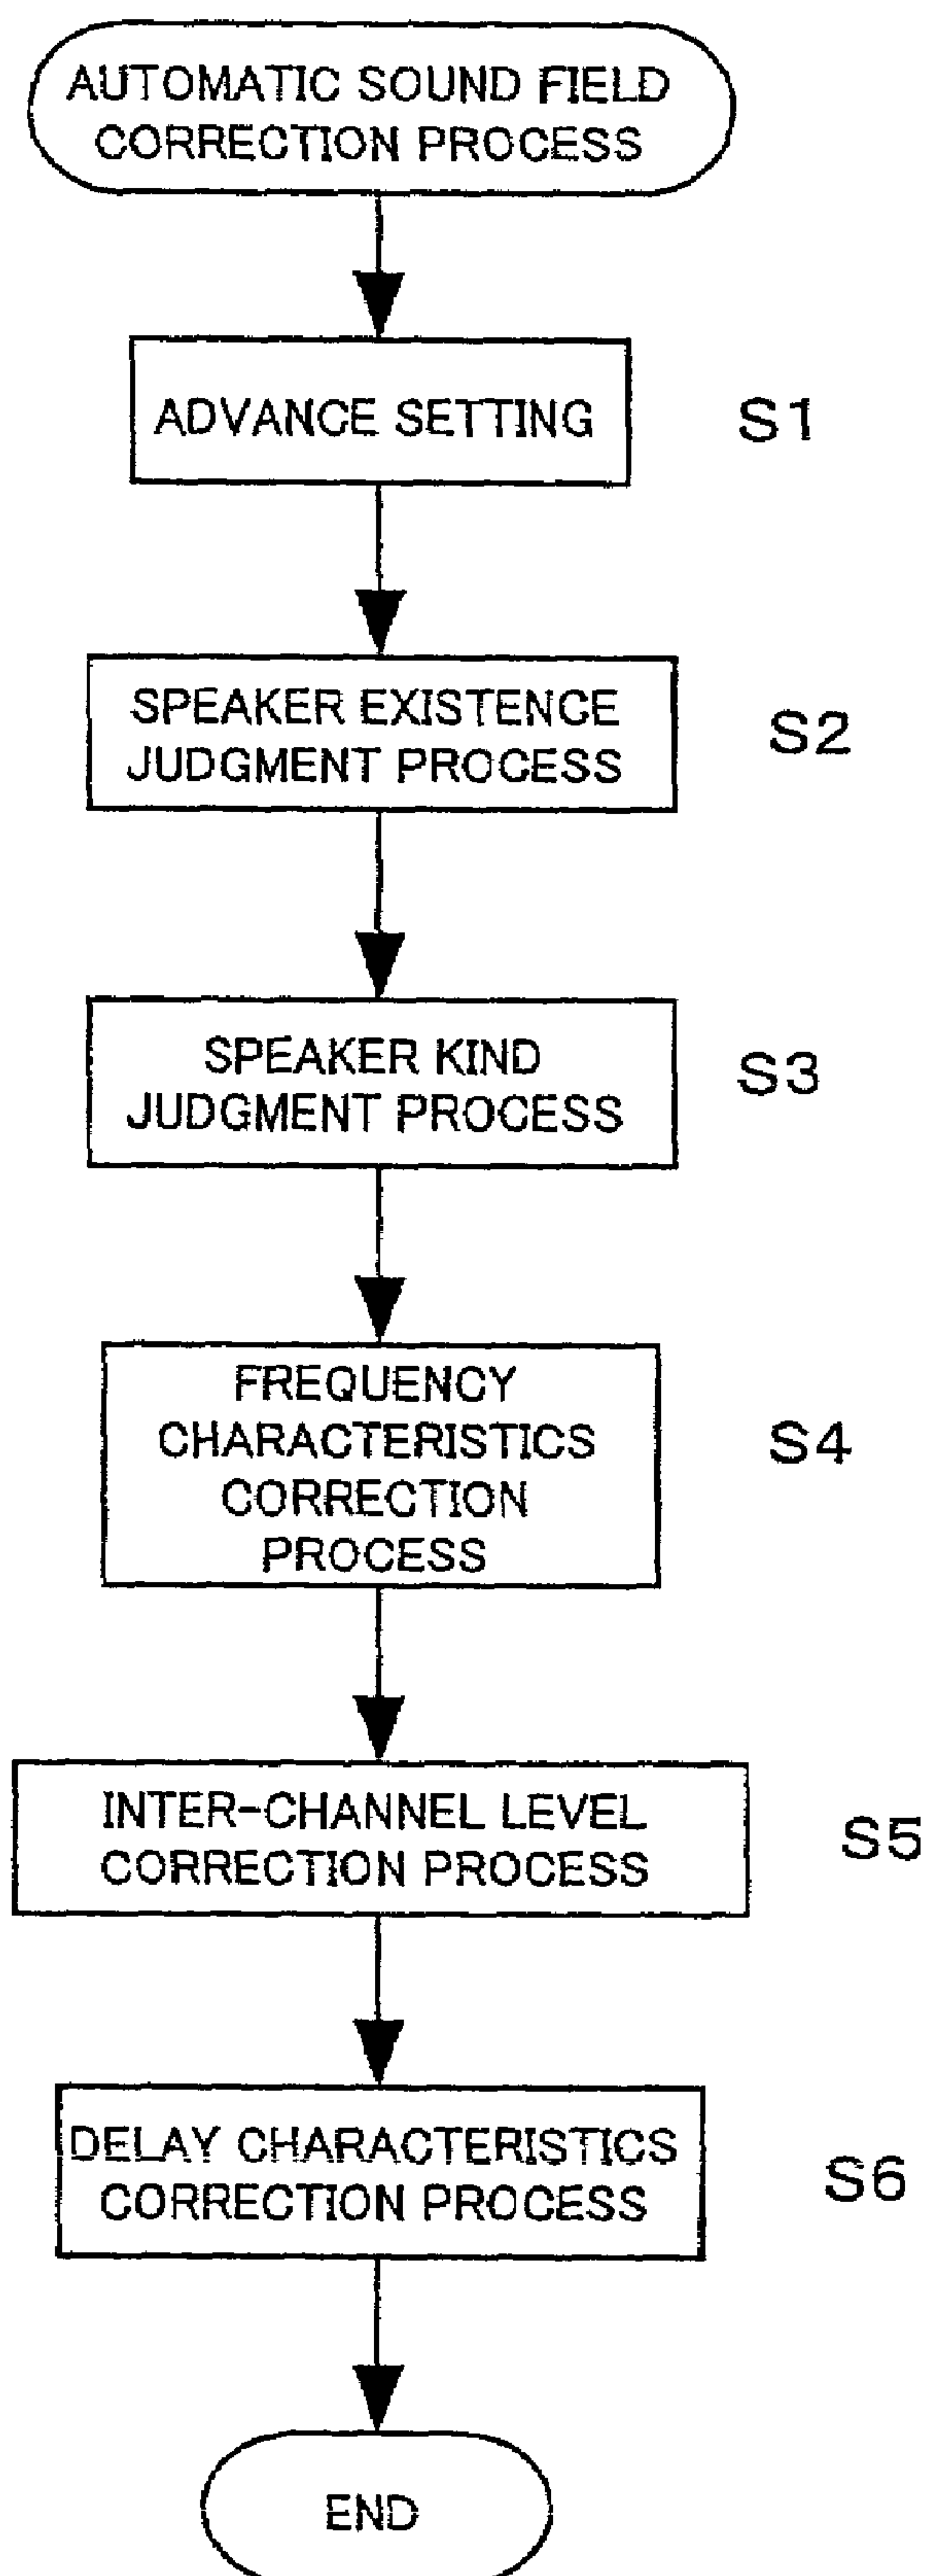 AUTOMATIC SOUND FIELD
CORRECTION PROCESS
ADVANCE SETTING
S1
SPEAKER EXISTENCE
JUDGMENT PROCESS
S2
SPEAKER KIND
JUDGMENT PROCESS
S3
FREQUENCY
CHARACTERISTICS
CORRECTION
PROCESS
S4
INTER-CHANNEL LEVEL
CORRECTION PROCESS
S5
DELAY CHARACTERISTICS
CORRECTION PROCESS
S6
END